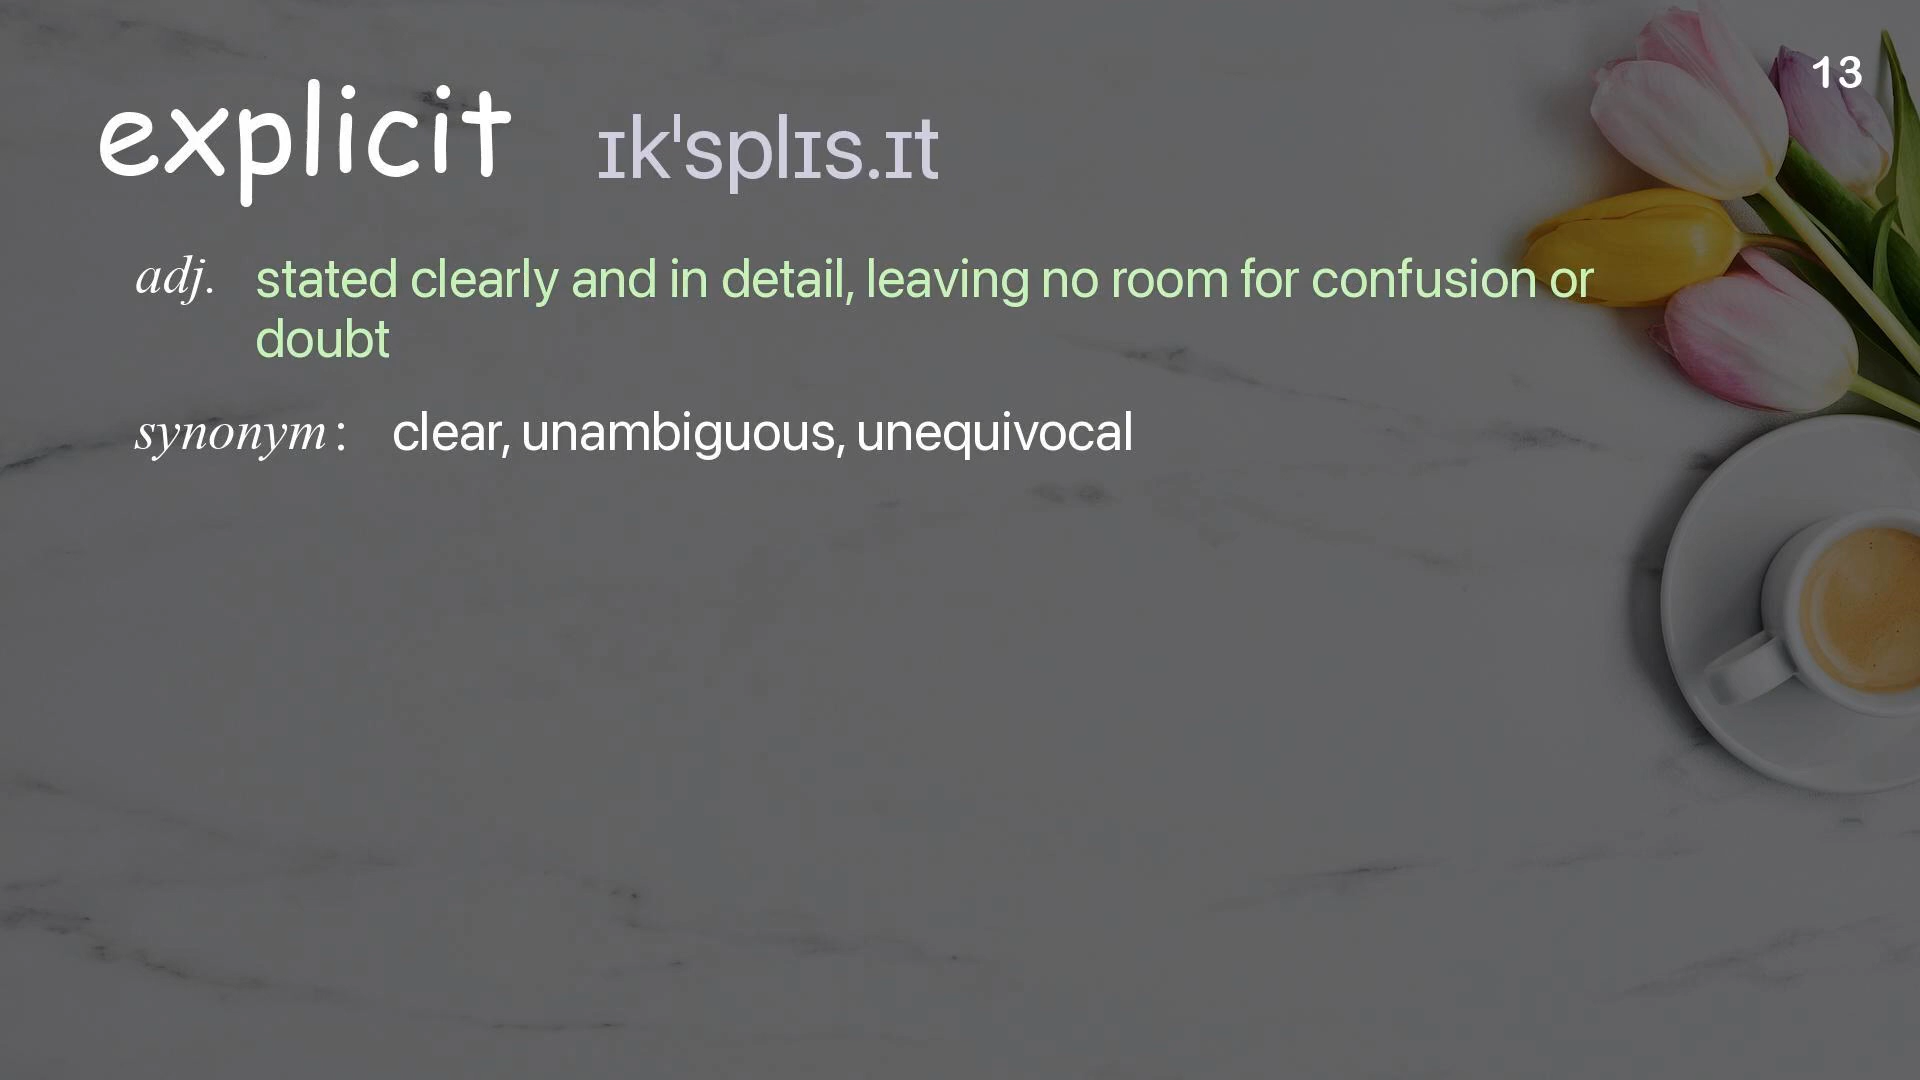 13
explicit ɪkˈsplɪs.ɪt
adj. stated clearly and in detail, leaving no room for confusion or
doubt
synonym: clear, unambiguous, unequivocal